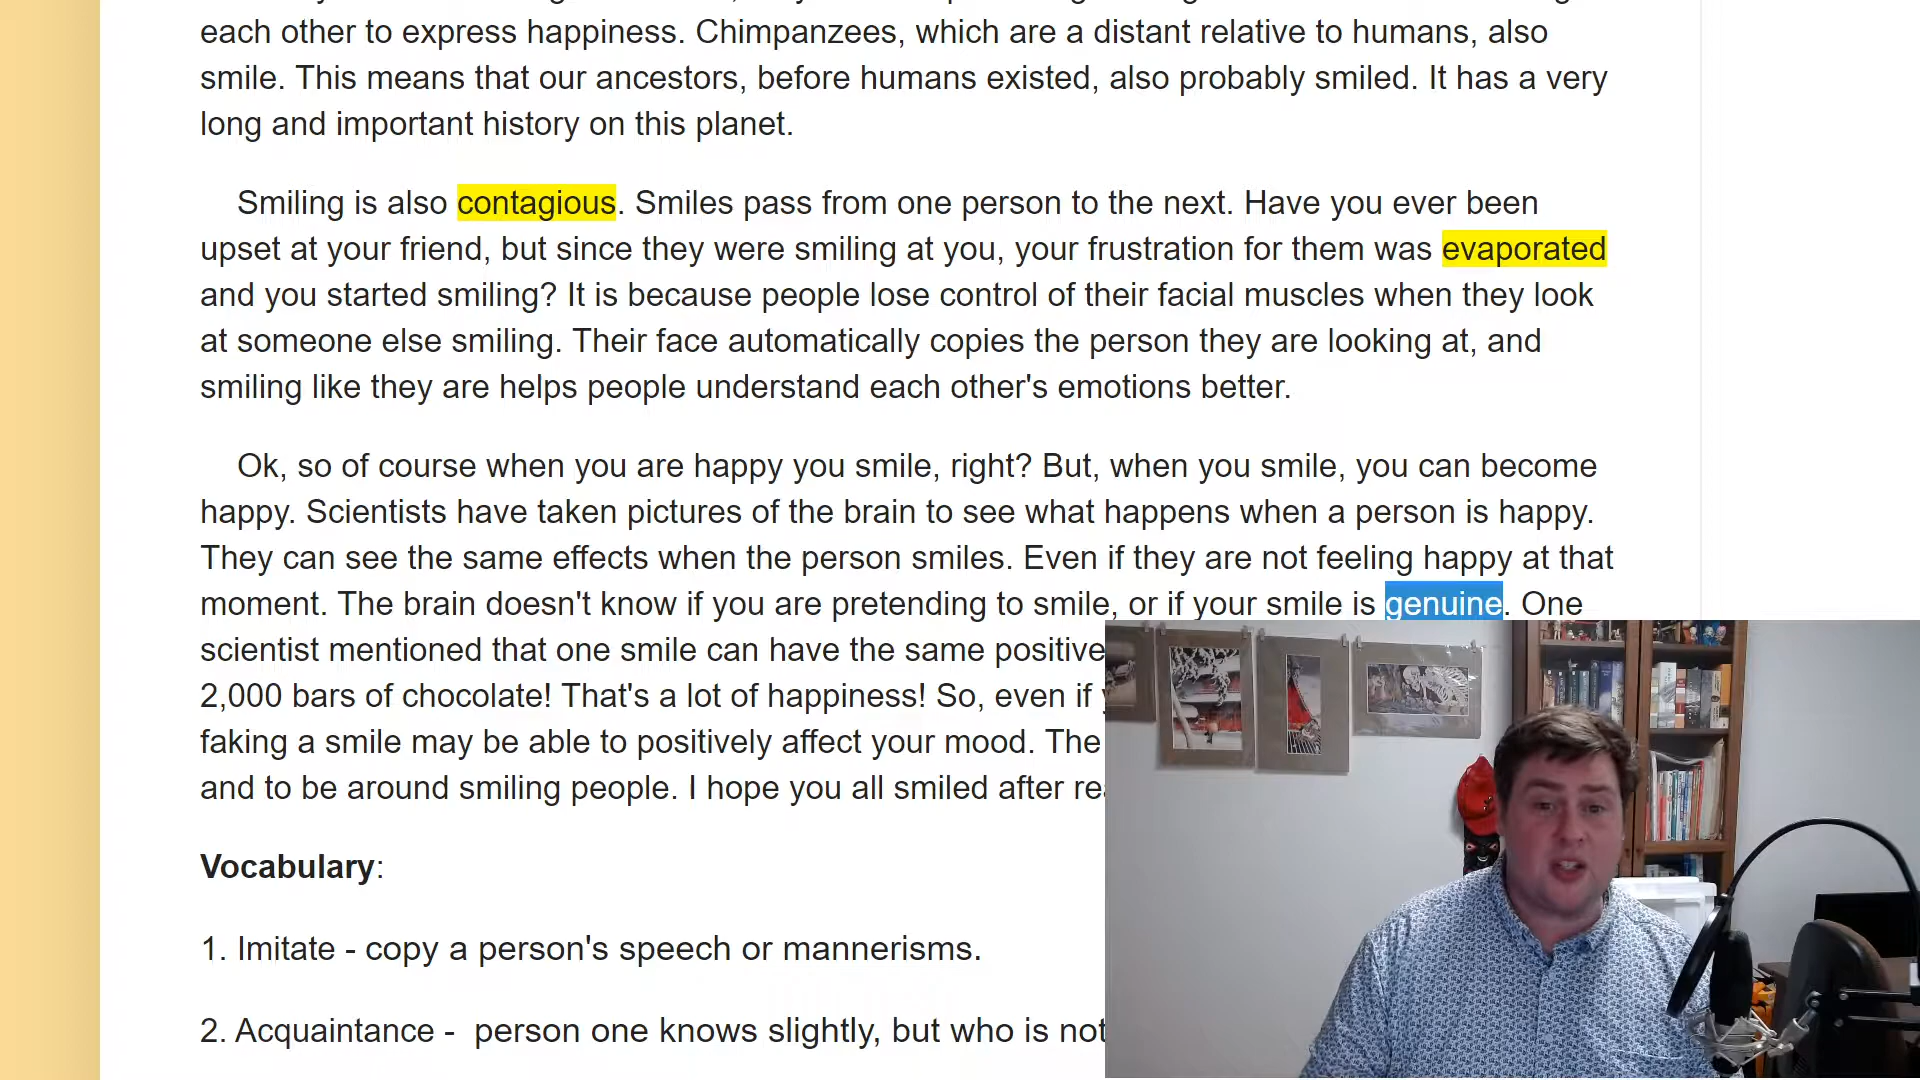 each other to express happiness. Chimpanzees, which are a distant relative to humans, also
smile. This means that our ancestors, before humans existed, also probably smiled. It has a very
long and important history on this planet.
Smiling is also contagious. Smiles pass from one person to the next. Have you ever been
upset at your friend, but since they were smiling at you, your frustration for them was evaporated
and you started smiling? It is because people lose control of their facial muscles when they look
at someone else smiling. Their face automatically copies the person they are looking at, and
smiling like they are helps people understand each other's emotions better.
Ok, so of course when you are happy you smile, right? But, when you smile, you can become
happy. Scientists have taken pictures of the brain to see what happens when a person is happy.
They can see the same effects when the person smiles. Even if they are not feeling happy at that
moment. The brain doesn't know if you are pretending to smile, or if your smile is genuine. One
scientist mentioned that one smile can have the same positive
2,000 bars of chocolate! That's a lot of happiness! So, even if
faking a smile may be able to positively affect your mood. The
and to be around smiling people. I hope you all smiled after
Vocabulary:
1. Imitate - copy a person's speech or mannerisms.
2. Acquaintance - person one knows slightly, but who is not